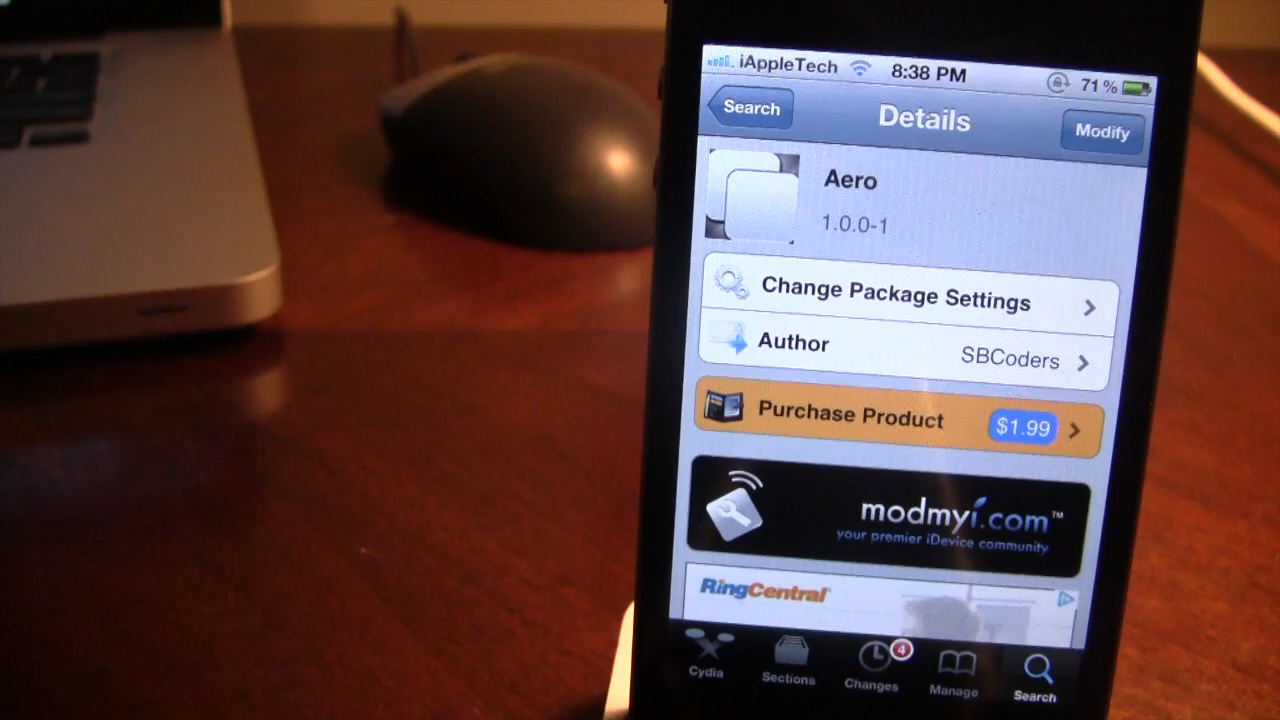 iAppleTech 8:38 PM 71%
Search Details Modify
Aero
1.0.0-1
Change Package Settings
Author SBCoders
Purchase Product $1.99
modmyi.com™
your premier iDevice community
RingCentral
4
Cydia Sections Changes Manage Search